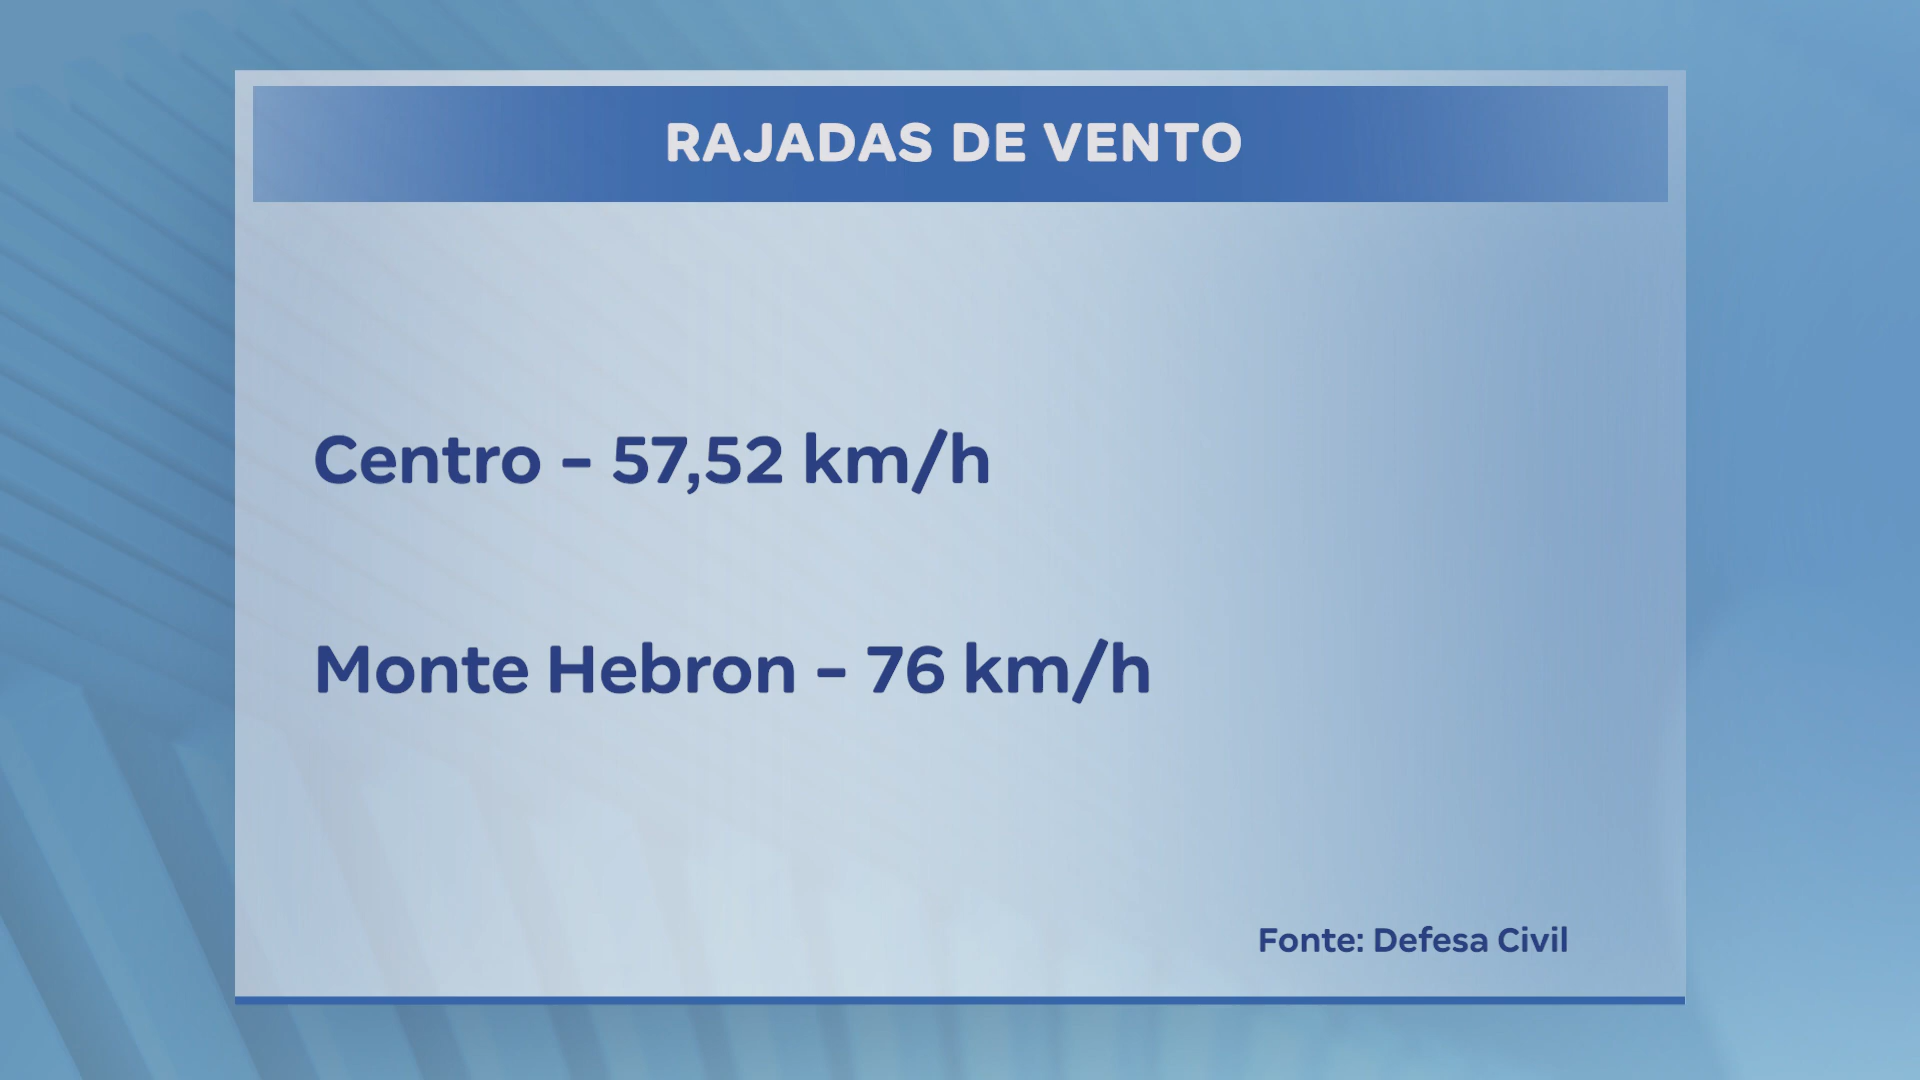 RAJADAS DE VENTO
Centro - 57,52 km/h
Monte Hebron - 76 km/h
Fonte: Defesa Civil